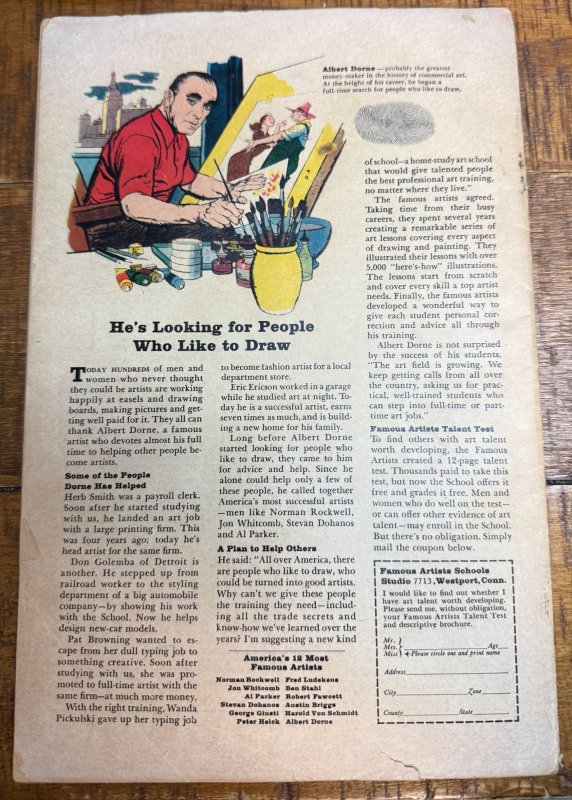 Albert Dorne—probably the greatest
money-maker in the history of commercial art.
At the height of his career, he began a
full-time search for people who like to draw.
He's Looking for People
Who Like to Draw
TODAY HUNDREDS of men and
women who never thought
they could be artists are working
happily at easels and drawing
boards, making pictures and get-
ting well paid for it. They all can
thank Albert Dorne, a famous
artist who devotes almost his full
time to helping other people be-
come artists.
Some of the People
Dorne Has Helped
Herb Smith was a payroll clerk.
Soon after he started studying
with us, he landed an art job
with a large printing firm. This
was four years ago; today he's
head artist for the same firm.
Don Golemba of Detroit is
another. He stepped up from
railroad worker to the styling
department of a big automobile
company—by showing his work
with the School. Now he helps
design new-car models.
Pat Browning wanted to es-
cape from her dull typing job to
something creative. Soon after
studying with us, she was pro-
moted to full-time artist with the
same firm—at much more money.
With the right training, Wanda
Pickulski gave up her typing job
to become fashion artist for a local
department store.
Eric Ericson worked in a garage
while he studied art at night. To-
day he is a successful artist, earns
seven times as much, and is build-
ing a new home for his family.
Long before Albert Dorne
started looking for people who
like to draw, they came to him
for advice and help. Since he
alone could help only a few of
these people, he called together
America's most successful artists
—men like Norman Rockwell,
Jon Whitcomb, Stevan Dohanos
and Al Parker.
A Plan to Help Others
He said: "All over America, there
are people who like to draw, who
could be turned into good artists.
Why can't we give these people
the training they need—includ-
ing all the trade secrets and
know-how we've learned over the
years? I'm suggesting a new kind
America's 12 Most
Famous Artists
Norman Rockwell Fred Ludekens
Jon Whitcomb Ben Stahl
Al Parker Robert Fawcett
Stevan Dohanos Austin Briggs
George Giusti Harold Von Schmidt
Peter Helck Albert Dorne
of school—a home-study art school
that would give talented people
the best professional art training,
no matter where they live."
The famous artists agreed.
Taking time from their busy
careers, they spent several years
creating a remarkable series of
art lessons covering every aspect
of drawing and painting. They
illustrated their lessons with over
5,000 "here's-how" illustrations.
The lessons start from scratch
and cover every skill a top artist
needs. Finally, the famous artists
developed a wonderful way to
give each student personal cor-
rection and advice all through
his training.
Albert Dorne is not surprised
by the success of his students.
"The art field is growing. We
keep getting calls from all over
the country, asking us for prac-
tical, well-trained students who
can step into full-time or part-
time art jobs."
Famous Artists Talent Test
To find others with art talent
worth developing, the Famous
Artists created a 12-page talent
test. Thousands paid to take this
test, but now the School offers it
free and grades it free. Men and
women who do well on the test—
or can offer other evidence of art
talent—may enroll in the School.
But there's no obligation. Simply
mail the coupon below.
Famous Artists Schools
Studio 7713, Westport, Conn.
I would like to find out whether I
have art talent worth developing.
Please send me, without obligation,
your Famous Artists Talent Test
and descriptive brochure.
Mr.
Mrs. Age
Miss Please circle one and print name
Address
City Zone
County State